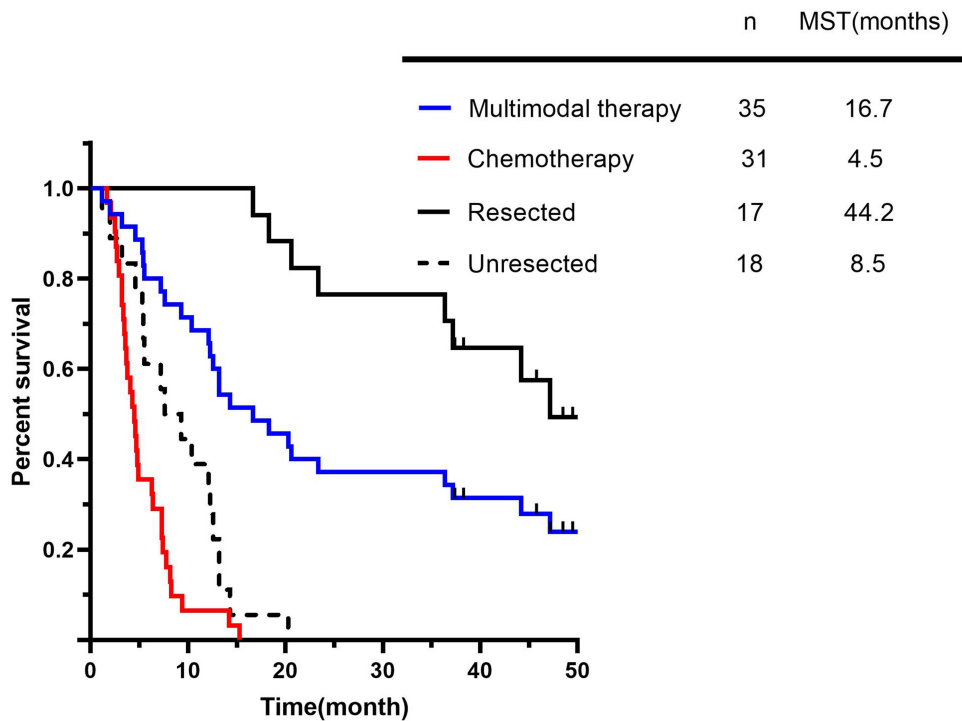 n MST(months)
Multimodal therapy 35 16.7
Chemotherapy 31 4.5
Resected 17 44.2
Unresected 18 8.5
Percent survival
1.0
0.8
0.6
0.4
0.2
0 10 20 30 40 50
Time(month)